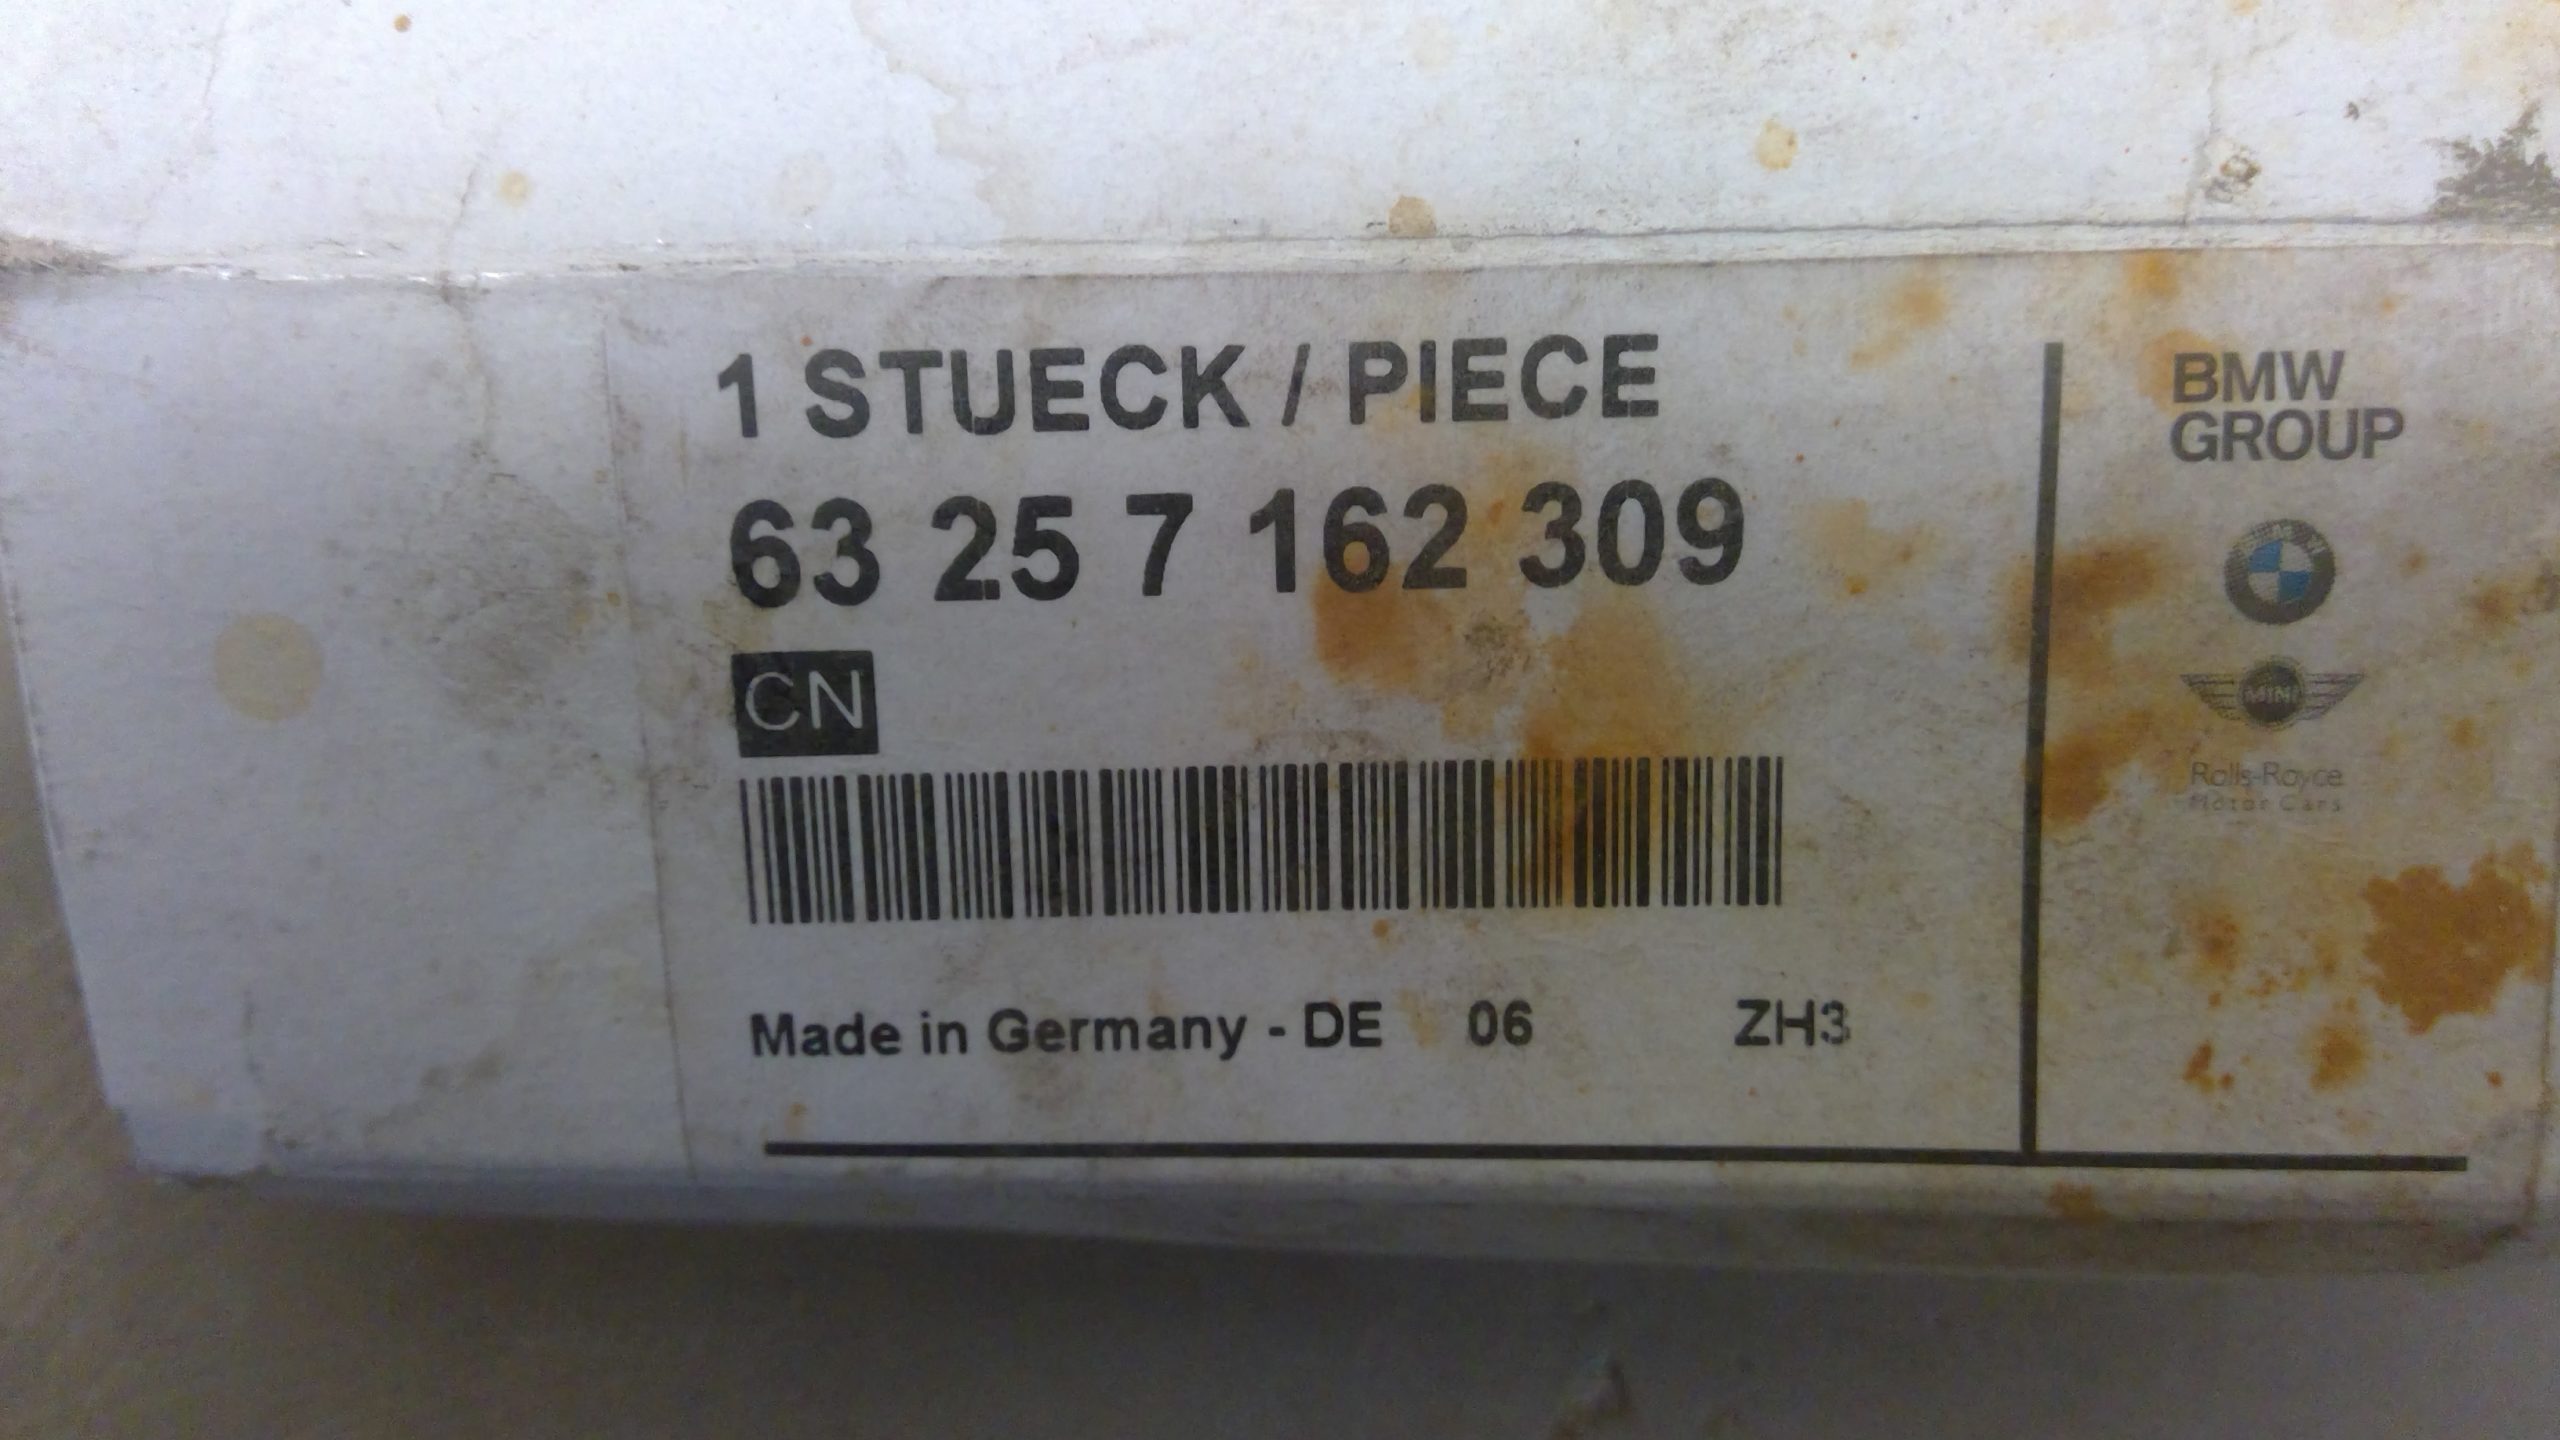 1 STUECK / PIECE
63 25 7 162 309
CN
Made in Germany - DE 06 ZH3
BMW
GROUP
MINI
Rolls-Royce
Motor Cars